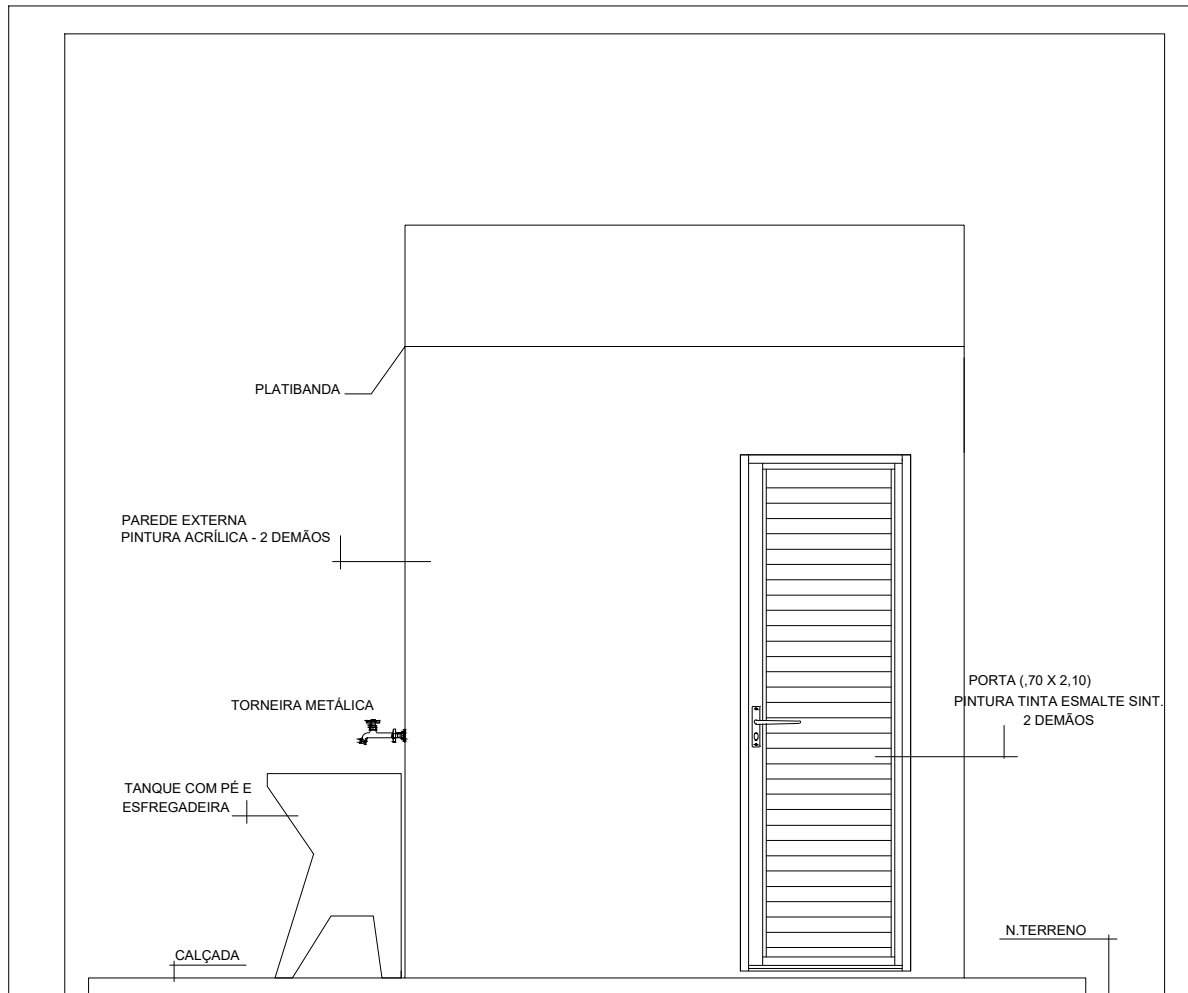 PLATIBANDA
PAREDE EXTERNA
PINTURA ACRÍLICA - 2 DEMÃOS
TORNEIRA METÁLICA
PORTA (,70 X 2,10)
PINTURA TINTA ESMALTE SINT.
2 DEMÃOS
TANQUE COM PÉ E
ESFREGADEIRA
N.TERRENO
CALÇADA